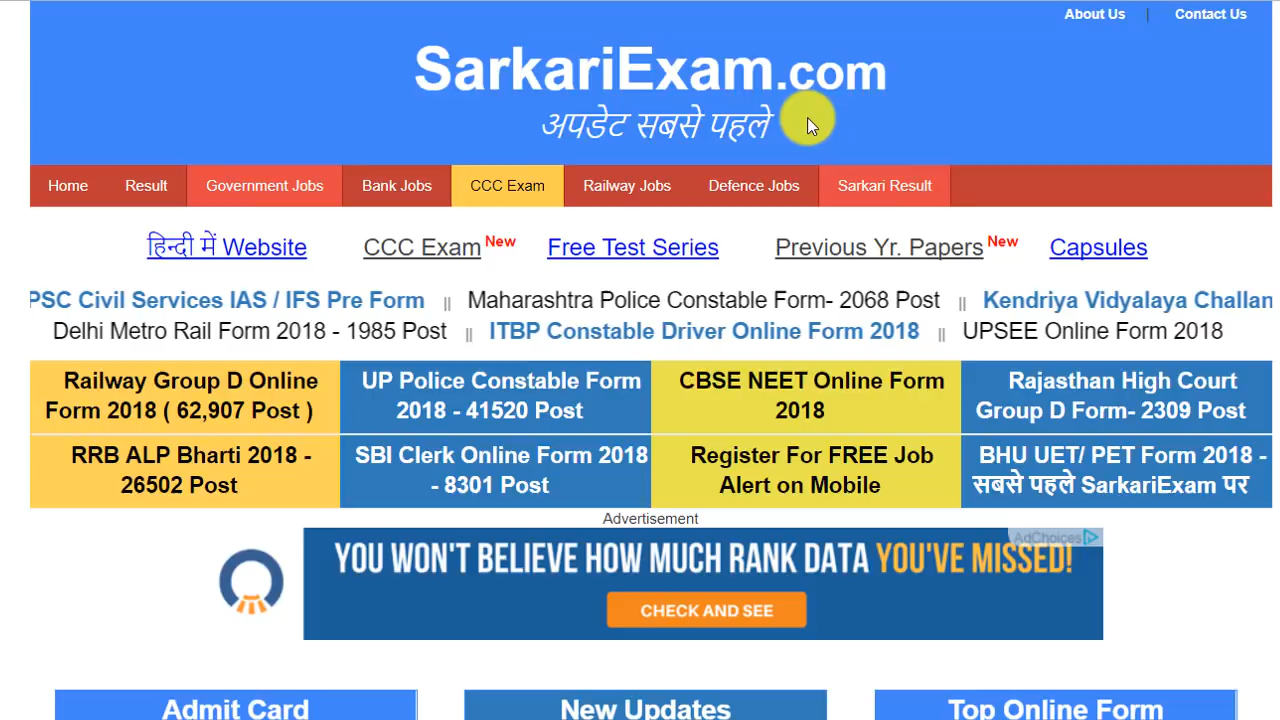 About Us | Contact Us
SarkariExam.com
अपडेट सबसे पहले
Home Result Government Jobs Bank Jobs CCC Exam Railway Jobs Defence Jobs Sarkari Result
हिन्दी में Website CCC Exam New Free Test Series Previous Yr. Papers New Capsules
PSC Civil Services IAS / IFS Pre Form || Maharashtra Police Constable Form- 2068 Post || Kendriya Vidyalaya Challan
Delhi Metro Rail Form 2018 - 1985 Post || ITBP Constable Driver Online Form 2018 || UPSEE Online Form 2018
Railway Group D Online
Form 2018 ( 62,907 Post )
UP Police Constable Form
2018 - 41520 Post
CBSE NEET Online Form
2018
Rajasthan High Court
Group D Form- 2309 Post
RRB ALP Bharti 2018 -
26502 Post
SBI Clerk Online Form 2018
- 8301 Post
Register For FREE Job
Alert on Mobile
BHU UET/ PET Form 2018 -
सबसे पहले SarkariExam पर
Advertisement
AdChoices
YOU WON'T BELIEVE HOW MUCH RANK DATA YOU'VE MISSED!
CHECK AND SEE
Admit Card New Updates Top Online Form